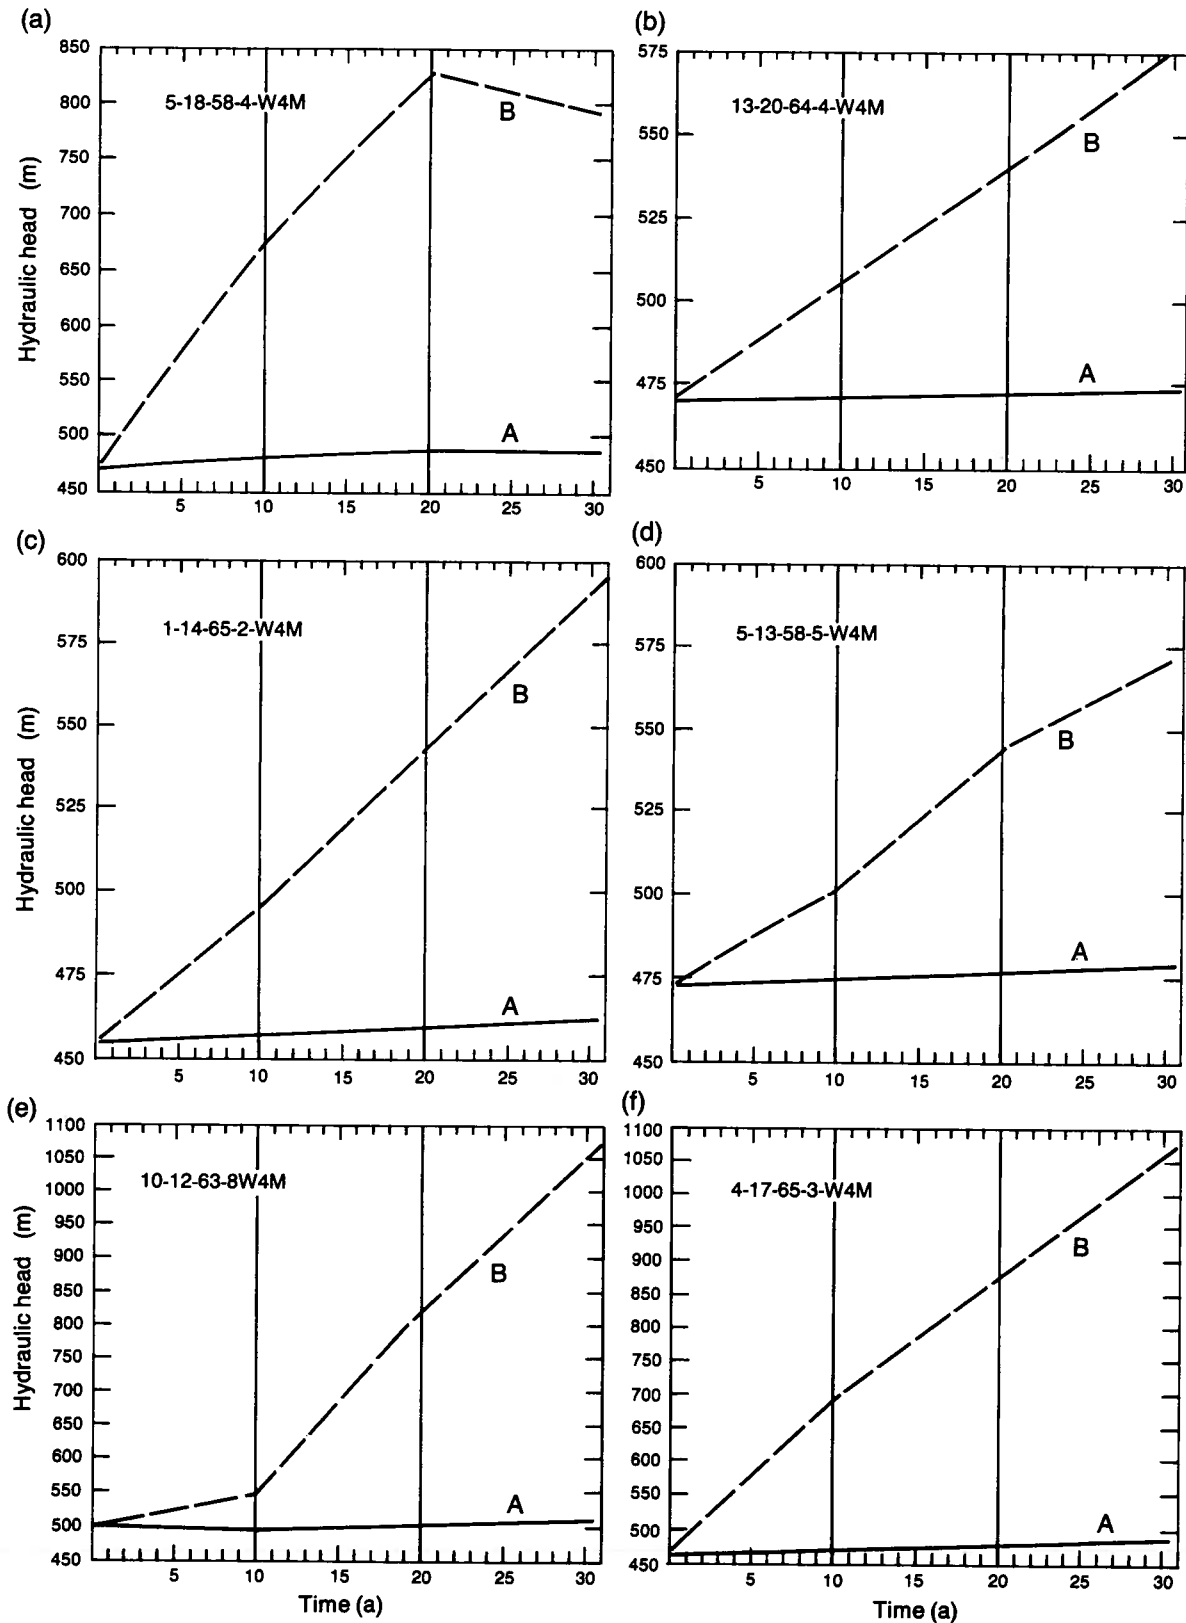 (a)
850
800
750
700
650
600
550
500
450
Hydraulic head (m)
5-18-58-4-W4M
B
A
5 10 15 20 25 30
(b)
575
550
525
500
475
450
13-20-64-4-W4M
B
A
5 10 15 20 25 30
(c)
600
575
550
525
500
475
450
Hydraulic head (m)
1-14-65-2-W4M
B
A
5 10 15 20 25 30
(d)
600
575
550
525
500
475
450
5-13-58-5-W4M
B
A
5 10 15 20 25 30
(e)
1100
1050
1000
950
900
850
800
750
700
650
600
550
500
450
Hydraulic head (m)
10-12-63-8W4M
B
A
5 10 15 20 25 30
Time (a)
(f)
1100
1050
1000
950
900
850
800
750
700
600
650
550
500
450
4-17-65-3-W4M
B
A
5 10 15 20 25 30
Time (a)